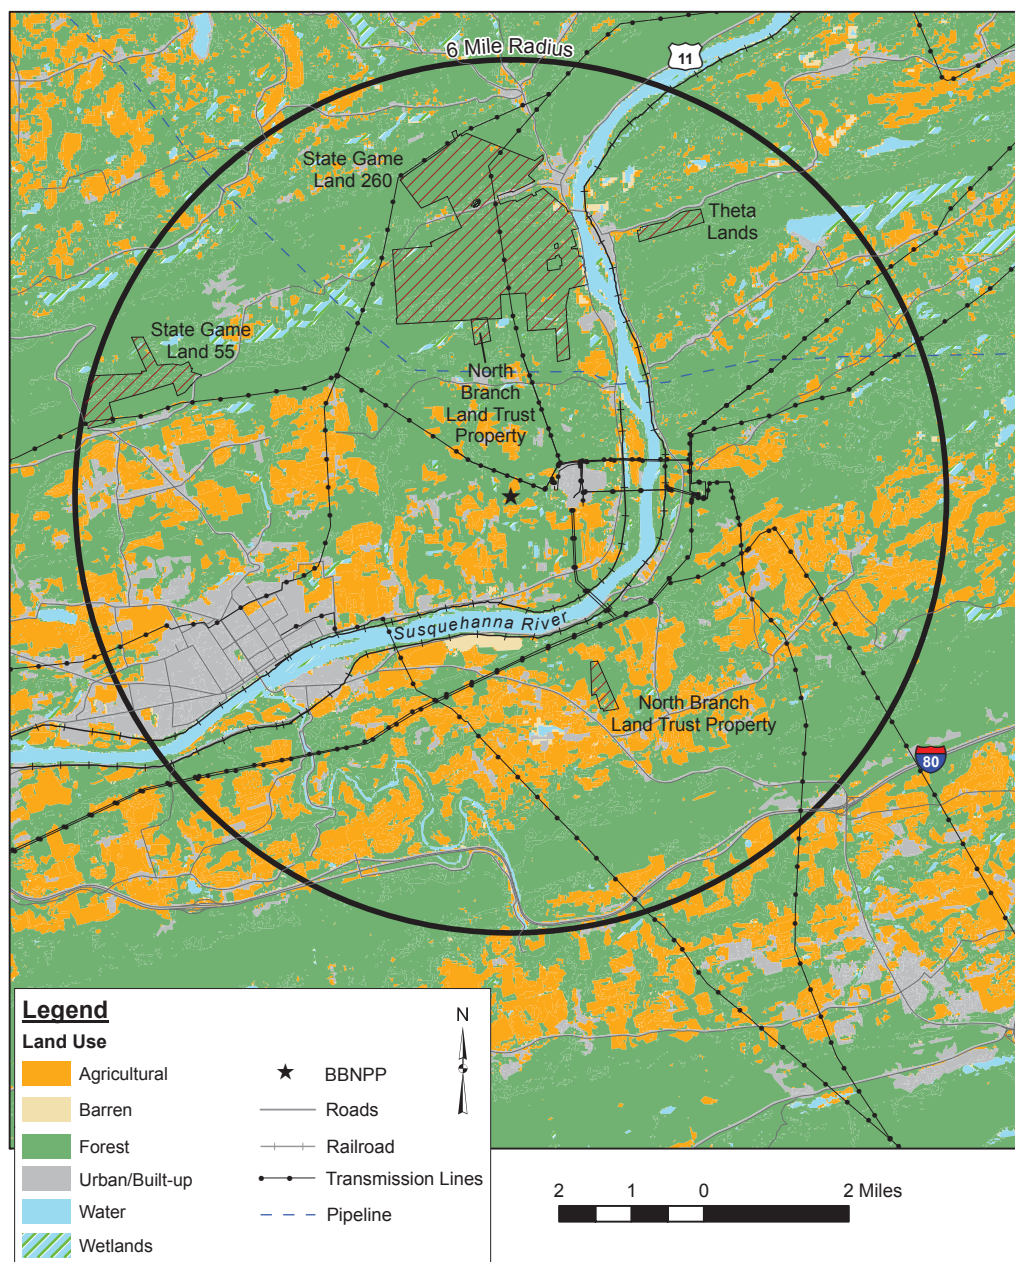 6 Mile Radius
11
State Game
Land 260
Theta
Lands
State Game
Land 55
North
Branch
Land Trust
Property
Susquehanna River
North Branch
Land Trust Property
80
Legend
Land Use
Agricultural
Barren
Forest
Urban/Built-up
Water
Wetlands
N
BBNPP
Roads
Railroad
Transmission Lines
Pipeline
2 1 0 2 Miles